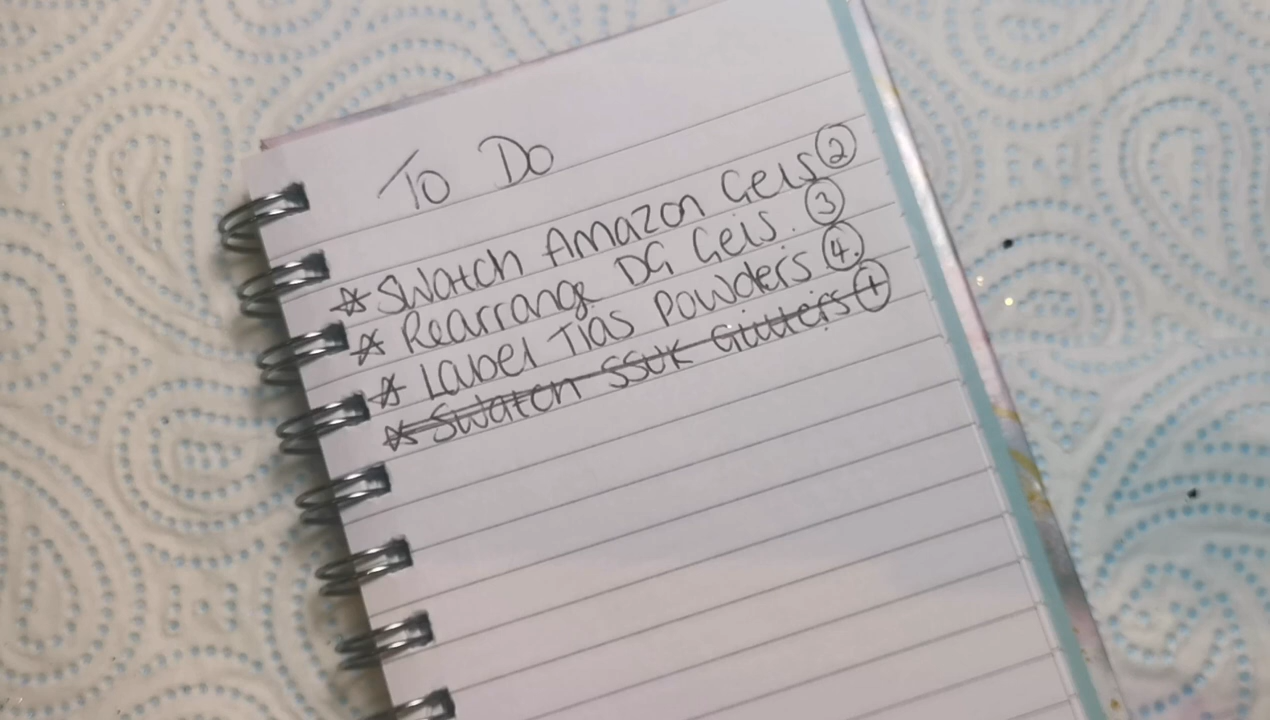 To Do
☆ Swatch Amazon Gels ②
☆ Rearrange DG Gels. ③
☆ Label Tias Powders ④.
☆ Swatch SSUK Glitters ①